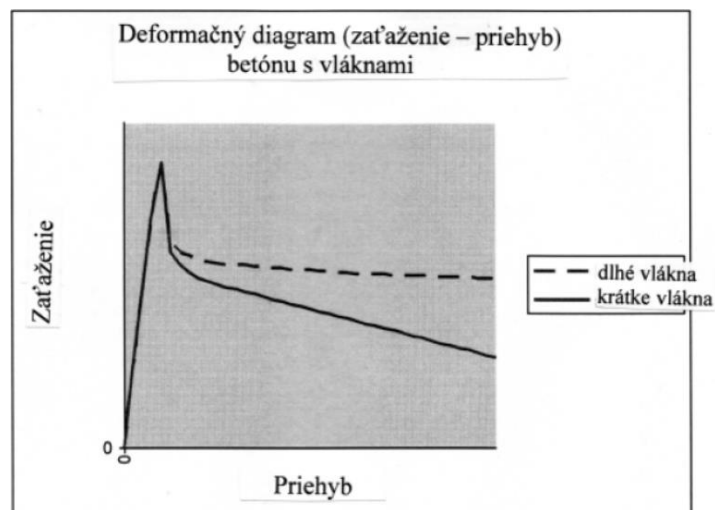 Deformačný diagram (zaťaženie – priehyb)
betónu s vláknami
Zaťaženie
0
0
Priehyb
dlhé vlákna
krátke vlákna